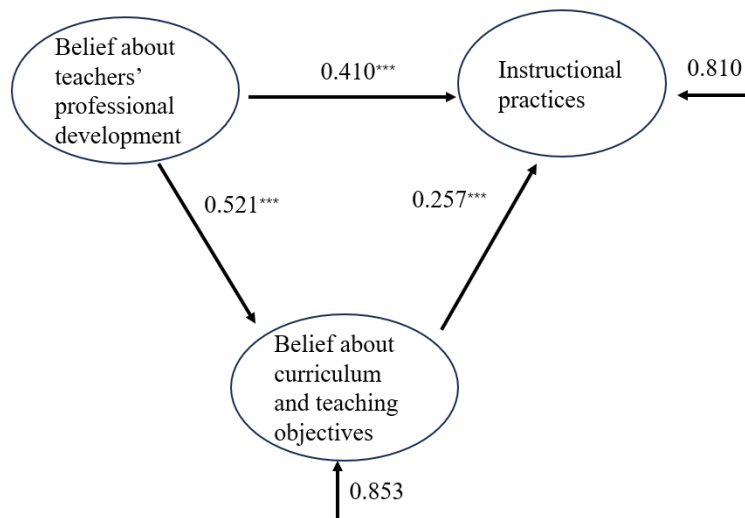 Belief about
teachers’
professional
development
0.410***
Instructional
practices
0.810
0.521***
0.257***
Belief about
curriculum
and teaching
objectives
0.853